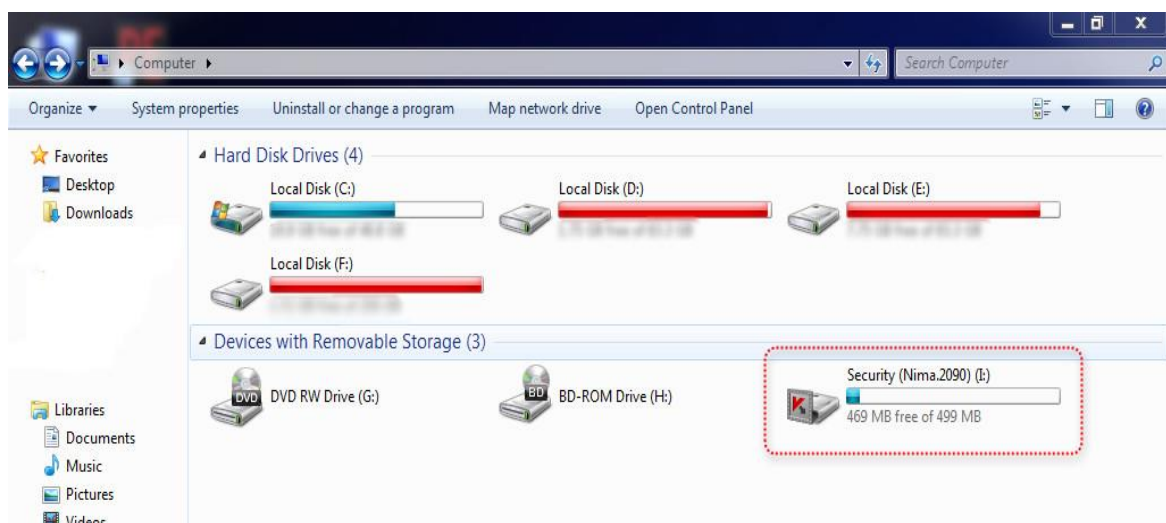 Computer
Search Computer
Organize System properties Uninstall or change a program Map network drive Open Control Panel
Favorites
Desktop
Downloads
Libraries
Documents
Music
Pictures
Videos
Hard Disk Drives (4)
Local Disk (C:)
Local Disk (D:)
Local Disk (E:)
Local Disk (F:)
Devices with Removable Storage (3)
DVD RW Drive (G:)
BD-ROM Drive (H:)
Security (Nima.2090) (I:)
469 MB free of 499 MB